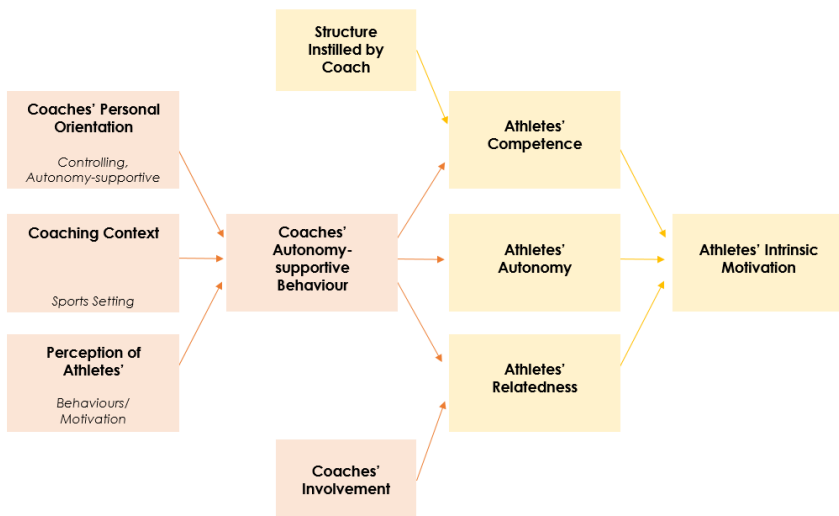 Structure
Instilled by
Coach
Coaches' Personal
Orientation
Controlling,
Autonomy-supportive
Athletes'
Competence
Coaching Context
Sports Setting
Coaches'
Autonomy-
supportive
Behaviour
Athletes'
Autonomy
Athletes' Intrinsic
Motivation
Perception of
Athletes'
Behaviours/
Motivation
Athletes'
Relatedness
Coaches'
Involvement